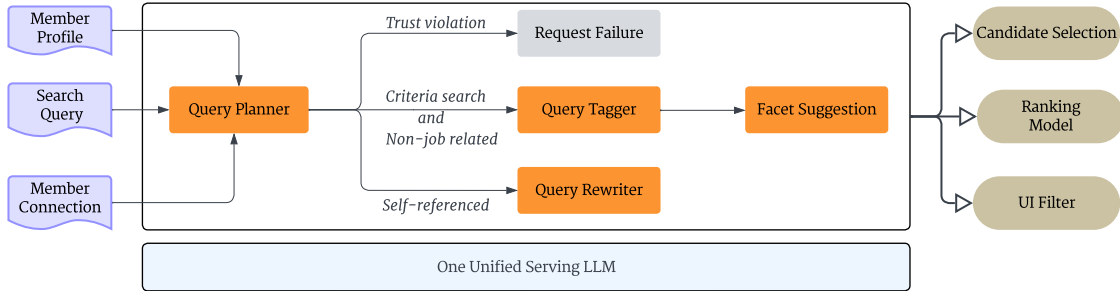 Member
Profile
Search
Query
Member
Connection
Query Planner
Trust violation
Criteria search
and
Non-job related
Self-referenced
Request Failure
Query Tagger
Query Rewriter
Facet Suggestion
Candidate Selection
Ranking
Model
UI Filter
One Unified Serving LLM